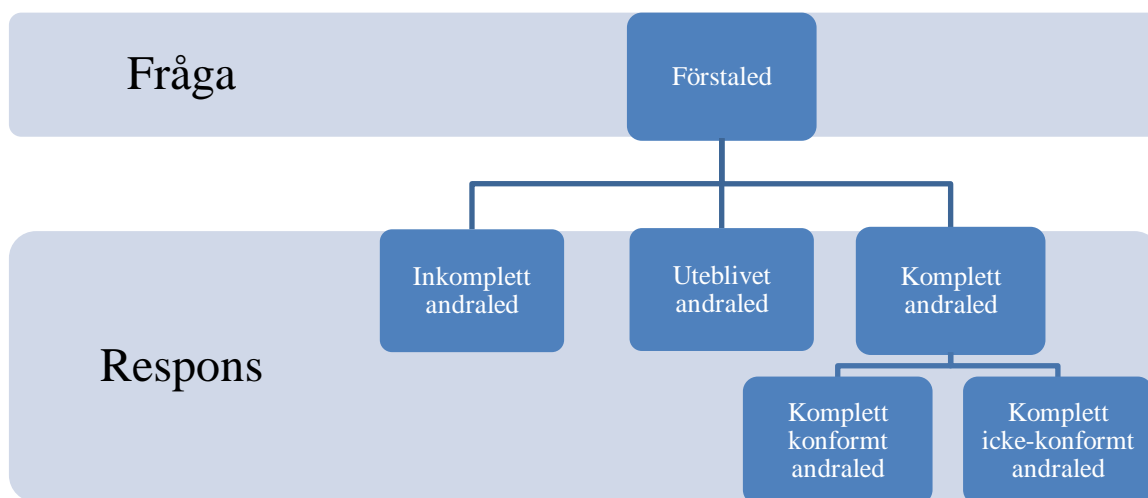 Fråga
Förstaled
Inkomplett
andraled
Uteblivet
andraled
Komplett
andraled
Respons
Komplett
konformt
andraled
Komplett
icke-konformt
andraled